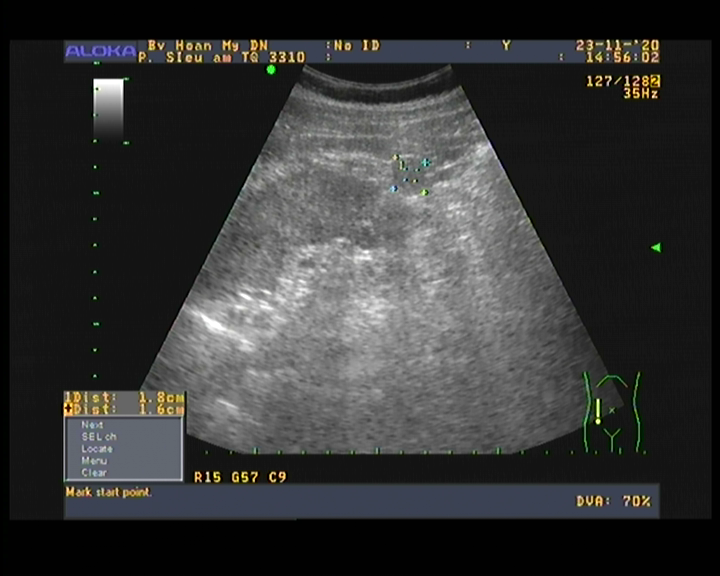 ALOKA Bv Hoan My DN :No ID : Y 23-11-'20
P. Sieu am TQ 3310 : : 14:56:02
127/128
35Hz
1Dist: 1.8cm
+Dist: 1.6cm
Next
SEL ch
Locate
Menu
Clear
R15 G57 C9
Mark start point.
DVA: 70%